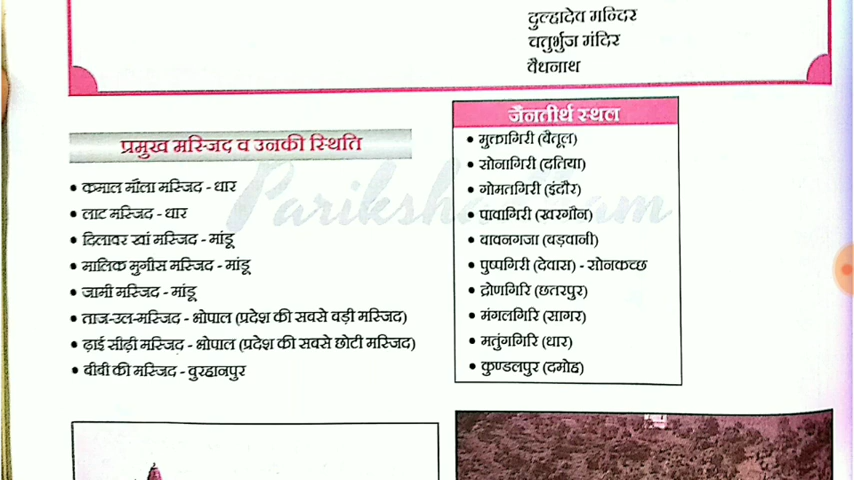 दुल्हादेव मन्दिर
चतुर्भुज मंदिर
वैधनाथ
प्रमुख मस्जिद व उनकी स्थिति
• कमाल मौला मस्जिद - धार
• लाट मस्जिद - धार
• दिलावर खां मस्जिद - मांडू
• मालिक मुगीस मस्जिद - मांडू
• जामी मस्जिद - मांडू
• ताज-उल-मस्जिद - भोपाल (प्रदेश की सबसे बड़ी मस्जिद)
• ढ़ाई सीढ़ी मस्जिद - भोपाल (प्रदेश की सबसे छोटी मस्जिद)
• बीबी की मस्जिद - बुरहानपुर
जैनतीर्थ स्थल
• मुक्तागिरी (बैतूल)
• सोनागिरी (दतिया)
• गोमतगिरी (इंदौर)
• पावागिरी (खरगौन)
• बावनगजा (बड़वानी)
• पुष्पगिरी (देवास) - सोनकच्छ
• द्रोणगिरि (छतरपुर)
• मंगलगिरि (सागर)
• मतुंगगिरि (धार)
• कुण्डलपुर (दमोह)